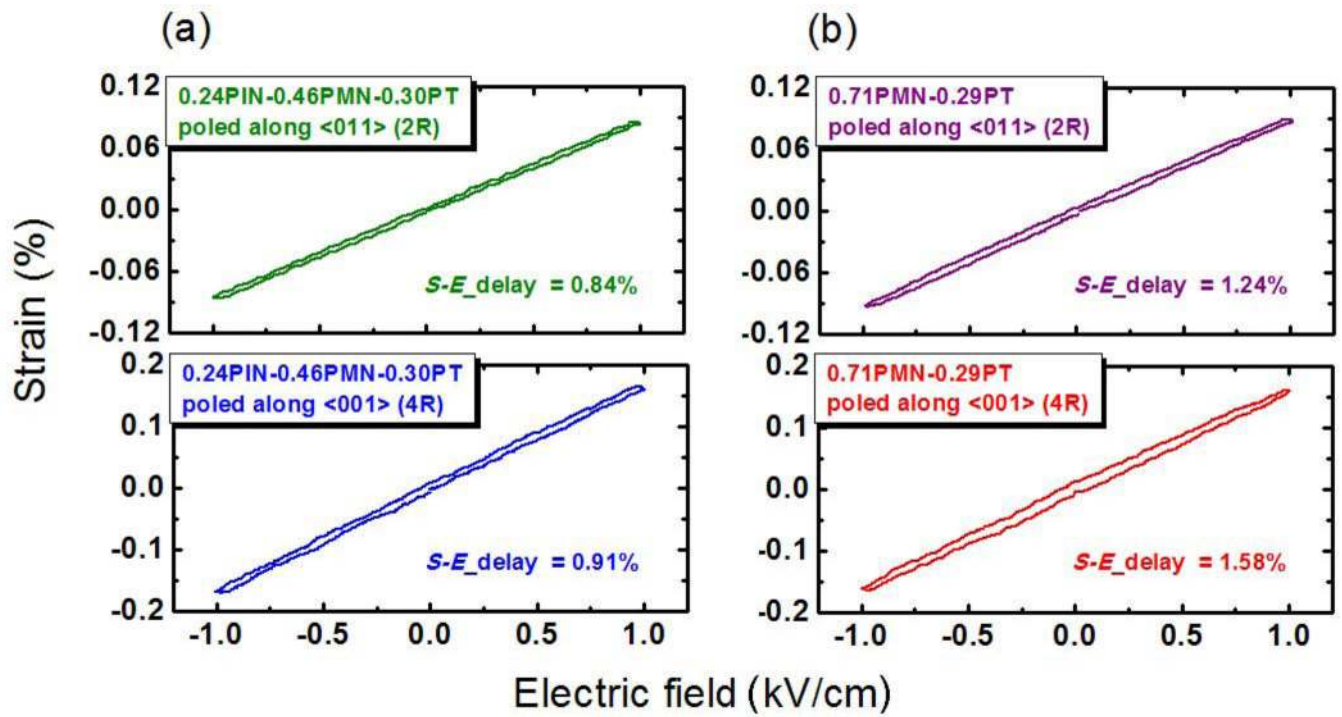 (a)
(b)
0.12
0.06
0.00
-0.06
-0.12
0.24PIN-0.46PMN-0.30PT
poled along <011> (2R)
S-E_delay = 0.84%
0.12
0.06
0.00
-0.06
-0.12
0.71PMN-0.29PT
poled along <011> (2R)
S-E_delay = 1.24%
Strain (%)
0.2
0.1
0.0
-0.1
-0.2
0.24PIN-0.46PMN-0.30PT
poled along <001> (4R)
S-E_delay = 0.91%
-1.0 -0.5 0.0 0.5 1.0
0.2
0.1
0.0
-0.1
-0.2
0.71PMN-0.29PT
poled along <001> (4R)
S-E_delay = 1.58%
-1.0 -0.5 0.0 0.5 1.0
Electric field (kV/cm)